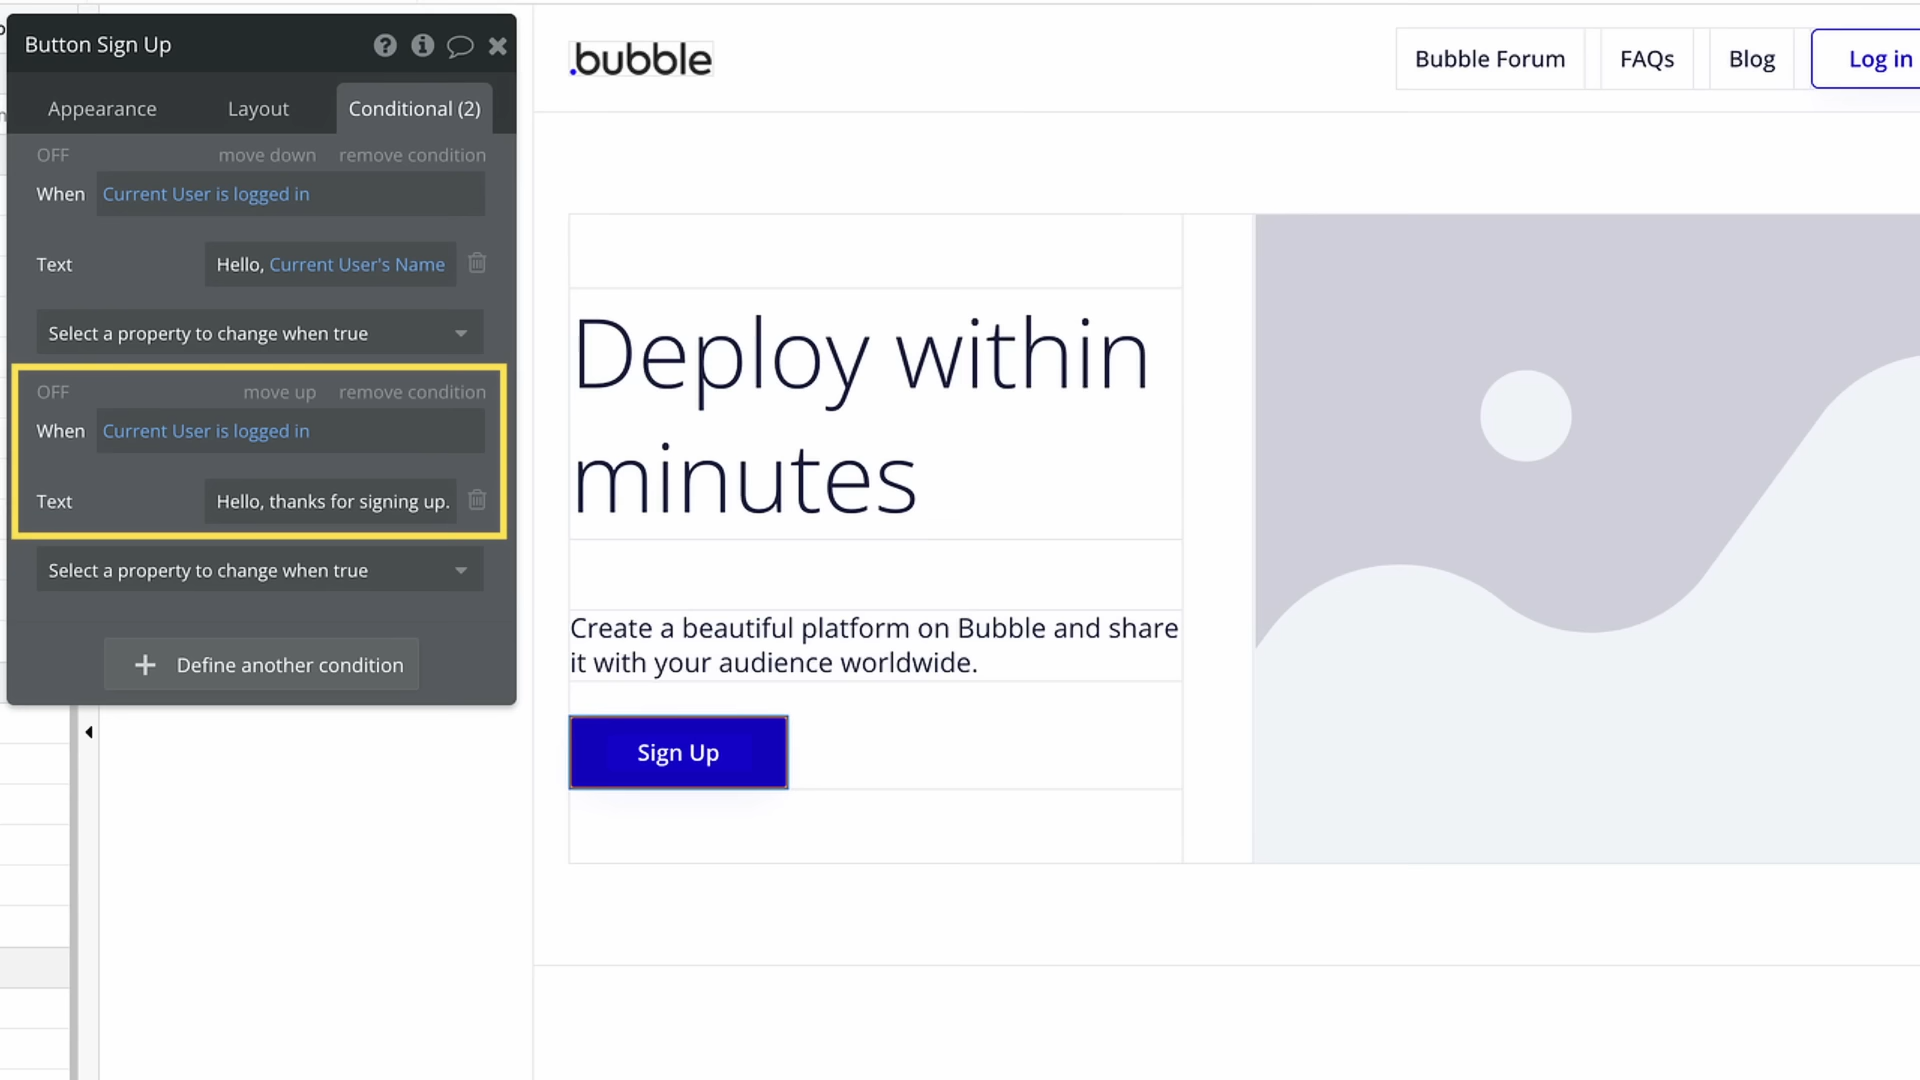 Button Sign Up
Appearance Layout Conditional (2)
OFF move down remove condition
When Current User is logged in
Text Hello, Current User's Name
Select a property to change when true
OFF move up remove condition
When Current User is logged in
Text Hello, thanks for signing up.
Select a property to change when true
Define another condition
.bubble
Bubble Forum FAQs Blog Log in
Deploy within
minutes
Create a beautiful platform on Bubble and share
it with your audience worldwide.
Sign Up